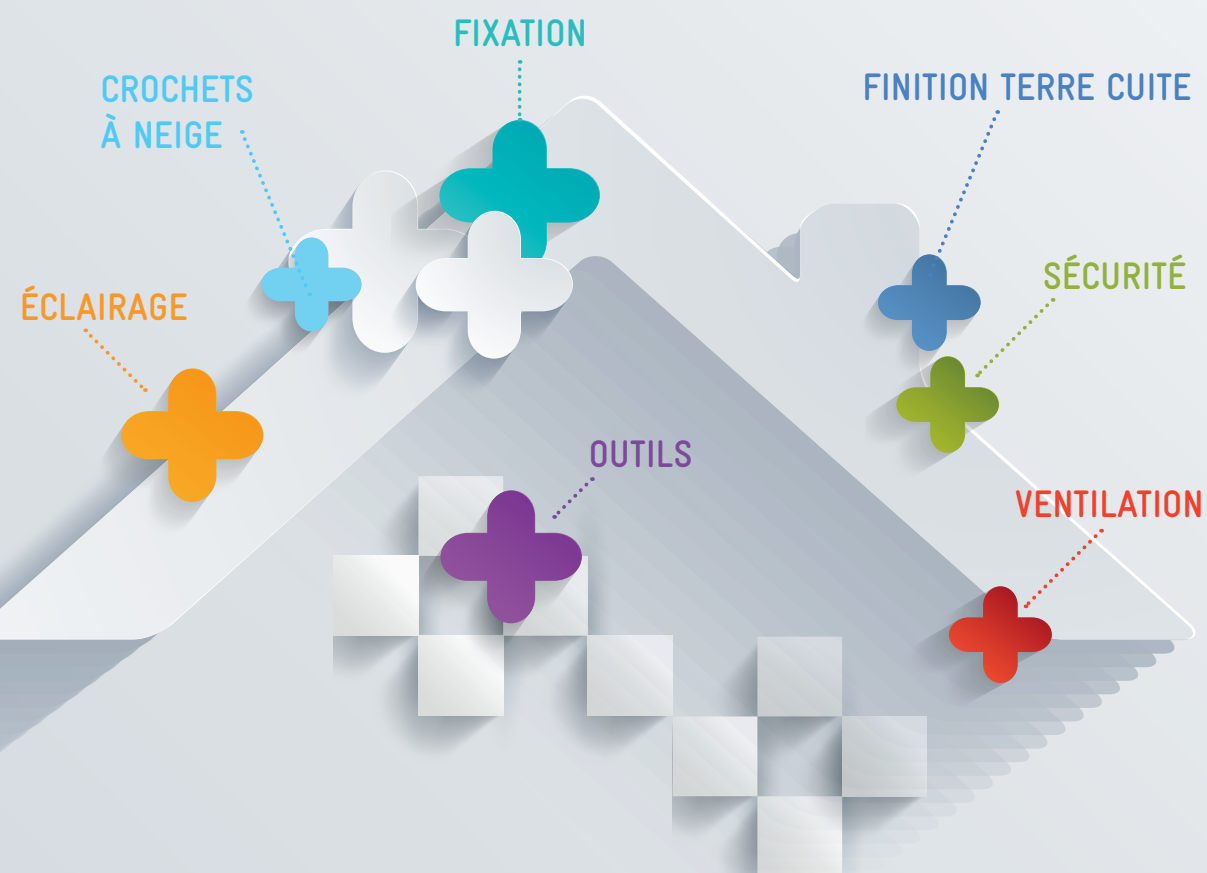 FIXATION
CROCHETS
À NEIGE
FINITION TERRE CUITE
SÉCURITÉ
ÉCLAIRAGE
OUTILS
VENTILATION